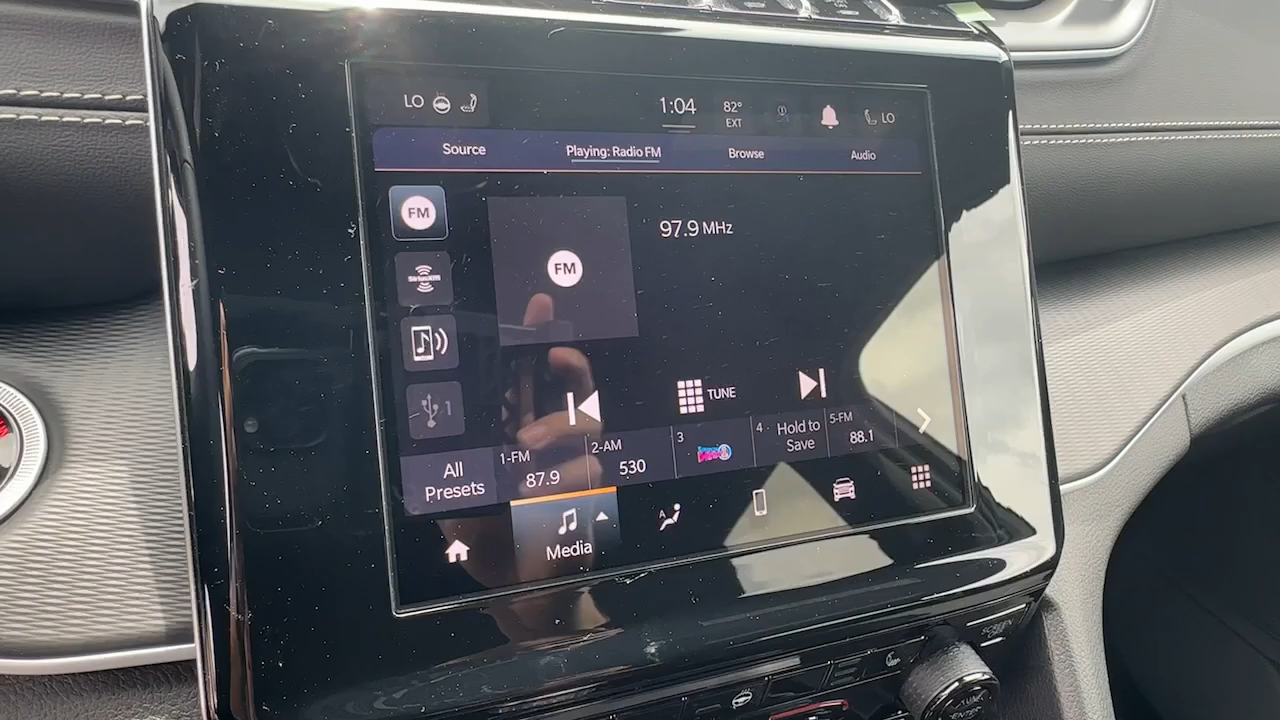 LO
1:04
82°
EXT
LO
Source
Playing: Radio FM
Browse
Audio
FM
SiriusXM
1
FM
97.9 MHz
TUNE
All
Presets
1-FM
87.9
2-AM
530
3
4
Hold to
Save
5-FM
88.1
A
Media
SCREEN